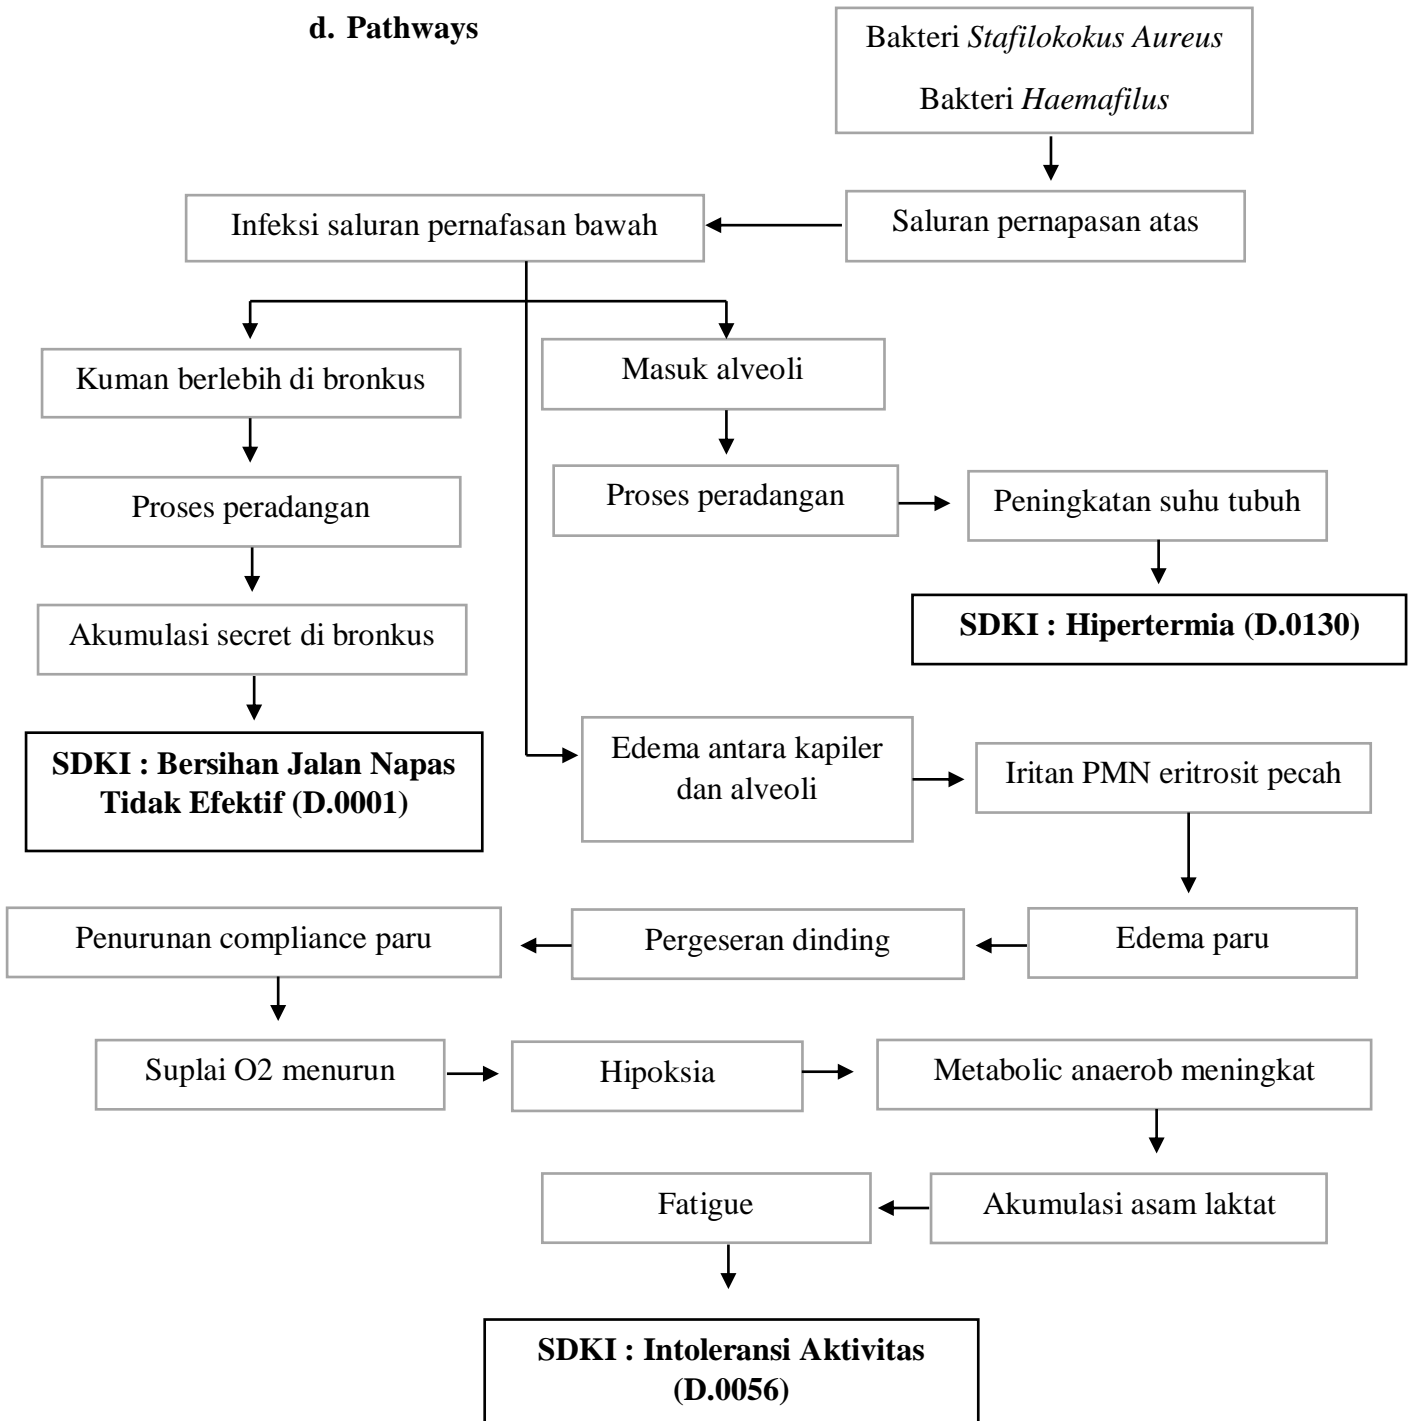 d. Pathways
Bakteri Stafilokokus Aureus
Bakteri Haemafilus
Saluran pernapasan atas
Infeksi saluran pernafasan bawah
Kuman berlebih di bronkus
Masuk alveoli
Proses peradangan
Proses peradangan
Peningkatan suhu tubuh
Akumulasi secret di bronkus
SDKI : Hipertermia (D.0130)
SDKI : Bersihan Jalan Napas
Tidak Efektif (D.0001)
Edema antara kapiler
dan alveoli
Iritan PMN eritrosit pecah
Penurunan compliance paru
Pergeseran dinding
Edema paru
Suplai O2 menurun
Hipoksia
Metabolic anaerob meningkat
Fatigue
Akumulasi asam laktat
SDKI : Intoleransi Aktivitas
(D.0056)